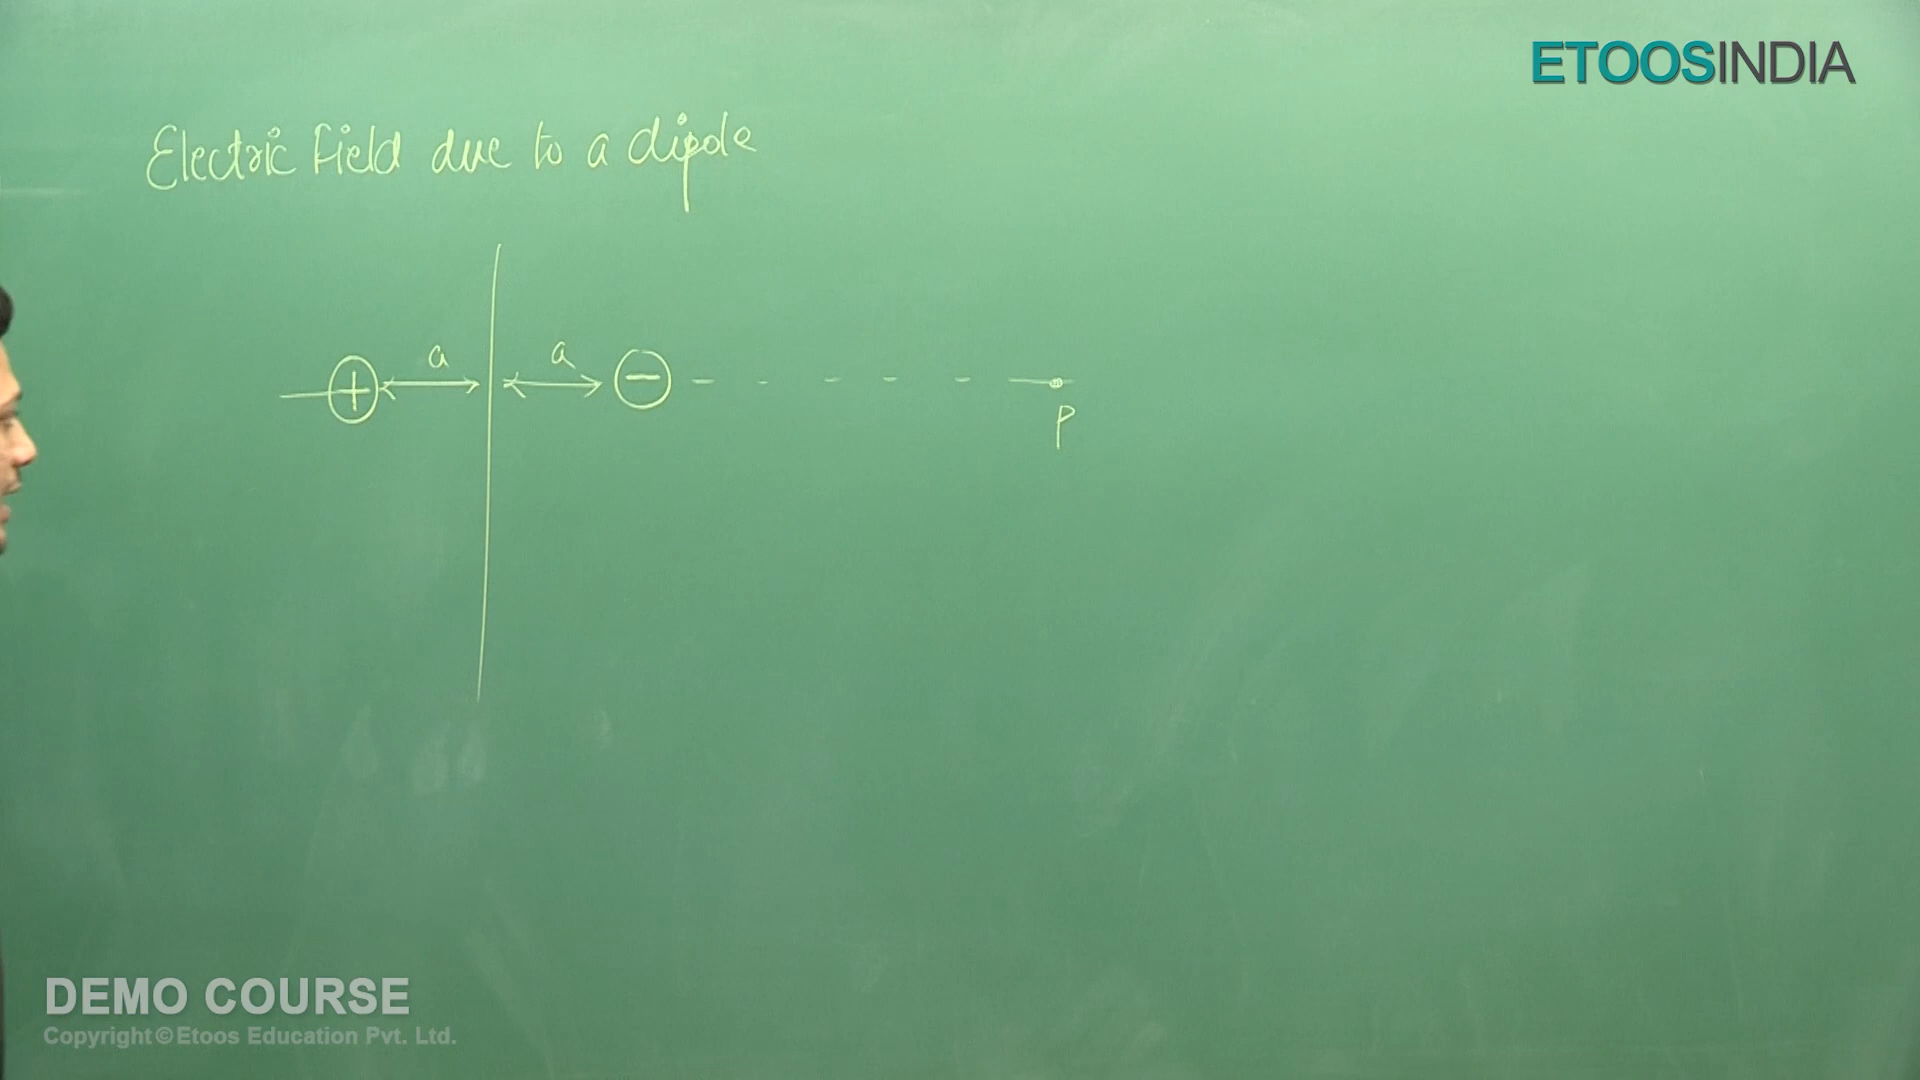 ETOOSINDIA
Electric Field due to a dipole
a a
+ −
P
DEMO COURSE
Copyright © Etoos Education Pvt. Ltd.